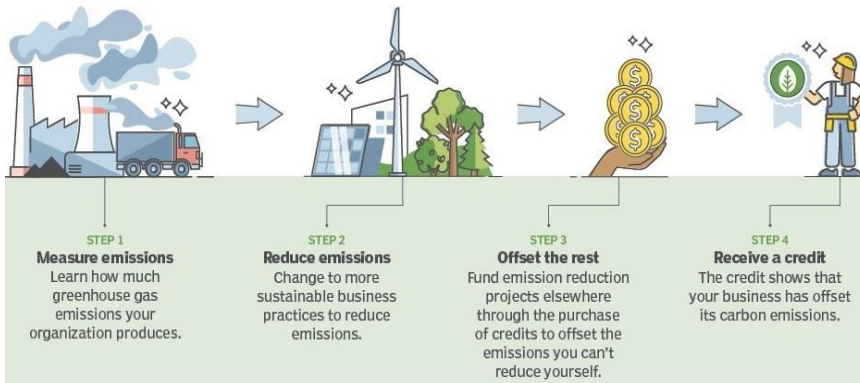 STEP 1
Measure emissions
Learn how much
greenhouse gas
emissions your
organization produces.
STEP 2
Reduce emissions
Change to more
sustainable business
practices to reduce
emissions.
STEP 3
Offset the rest
Fund emission reduction
projects elsewhere
through the purchase
of credits to offset the
emissions you can't
reduce yourself.
STEP 4
Receive a credit
The credit shows that
your business has offset
its carbon emissions.